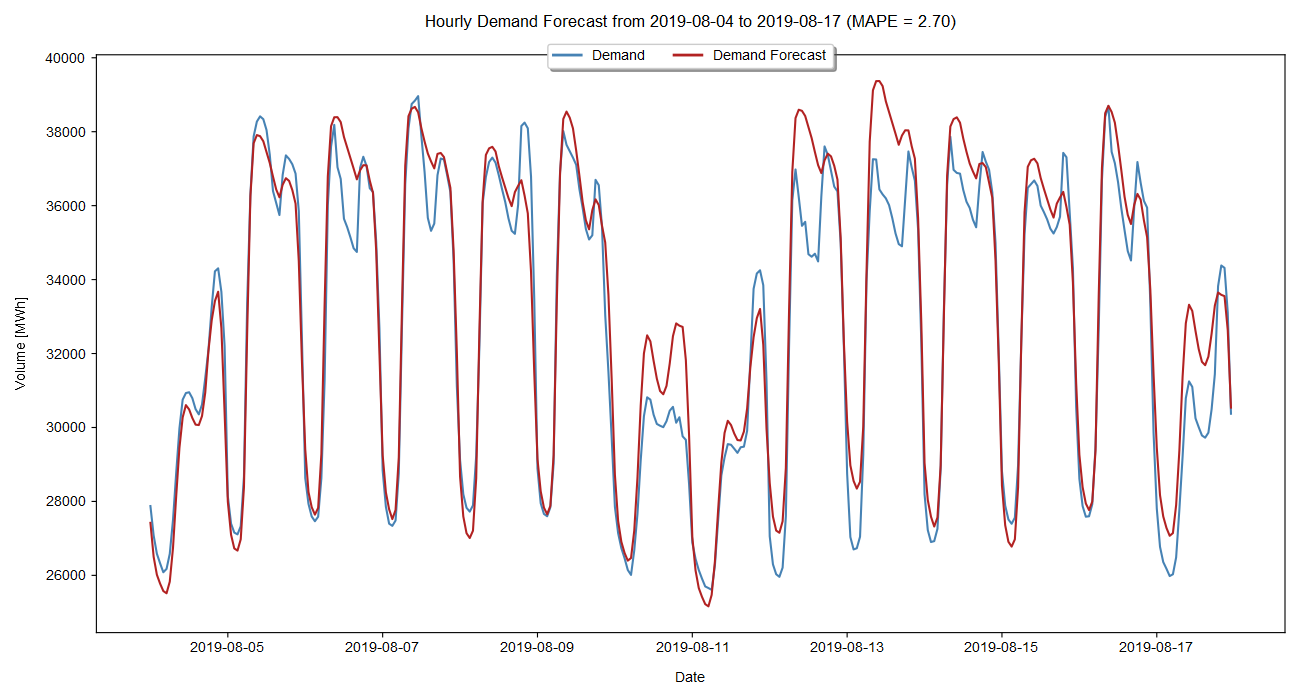 Hourly Demand Forecast from 2019-08-04 to 2019-08-17 (MAPE = 2.70)
Demand Demand Forecast
40000
38000
36000
34000
32000
30000
28000
26000
Volume [MWh]
2019-08-05 2019-08-07 2019-08-09 2019-08-11 2019-08-13 2019-08-15 2019-08-17
Date